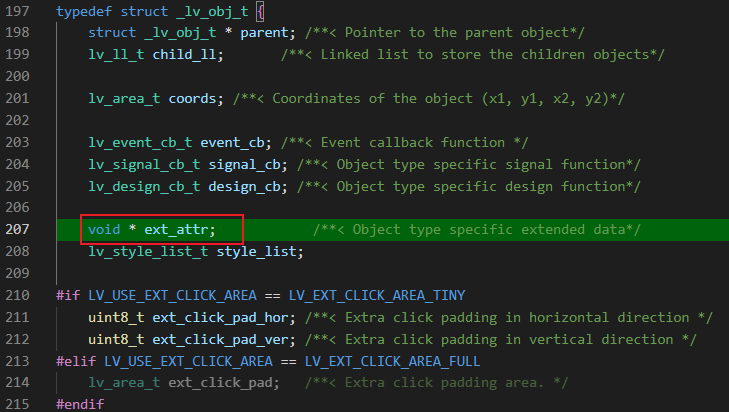 197 typedef struct _lv_obj_t {
198     struct _lv_obj_t * parent; /**< Pointer to the parent object*/
199     lv_ll_t child_ll;       /**< Linked list to store the children objects*/
200
201     lv_area_t coords; /**< Coordinates of the object (x1, y1, x2, y2)*/
202
203     lv_event_cb_t event_cb; /**< Event callback function */
204     lv_signal_cb_t signal_cb; /**< Object type specific signal function*/
205     lv_design_cb_t design_cb; /**< Object type specific design function*/
206
207     void * ext_attr;            /**< Object type specific extended data*/
208     lv_style_list_t style_list;
209
210 #if LV_USE_EXT_CLICK_AREA == LV_EXT_CLICK_AREA_TINY
211     uint8_t ext_click_pad_hor; /**< Extra click padding in horizontal direction */
212     uint8_t ext_click_pad_ver; /**< Extra click padding in vertical direction */
213 #elif LV_USE_EXT_CLICK_AREA == LV_EXT_CLICK_AREA_FULL
214     lv_area_t ext_click_pad;   /**< Extra click padding area. */
215 #endif